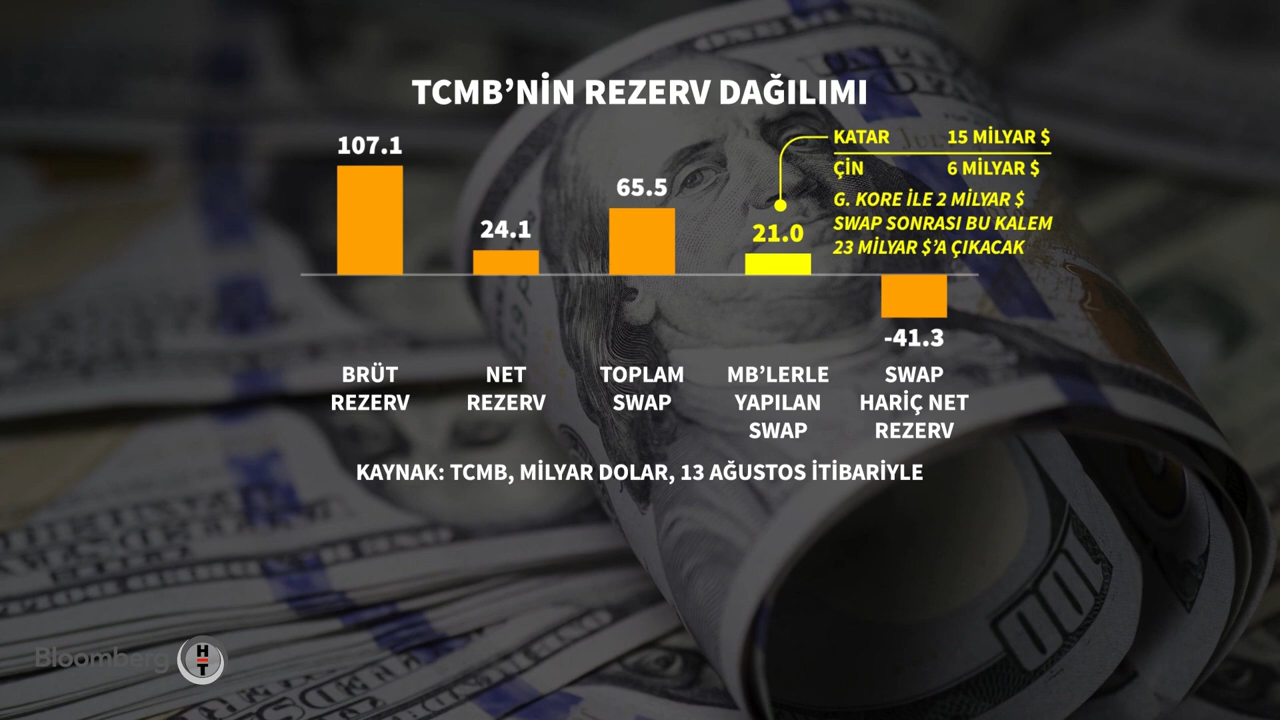 TCMB’NİN REZERV DAĞILIMI
107.1
24.1
65.5
21.0
-41.3
KATAR 15 MİLYAR $
ÇİN 6 MİLYAR $
G. KORE İLE 2 MİLYAR $
SWAP SONRASI BU KALEM
23 MİLYAR $’A ÇIKACAK
BRÜT
REZERV
NET
REZERV
TOPLAM
SWAP
MB’LERLE
YAPILAN
SWAP
SWAP
HARİÇ NET
REZERV
KAYNAK: TCMB, MİLYAR DOLAR, 13 AĞUSTOS İTİBARİYLE
Bloomberg HT
100